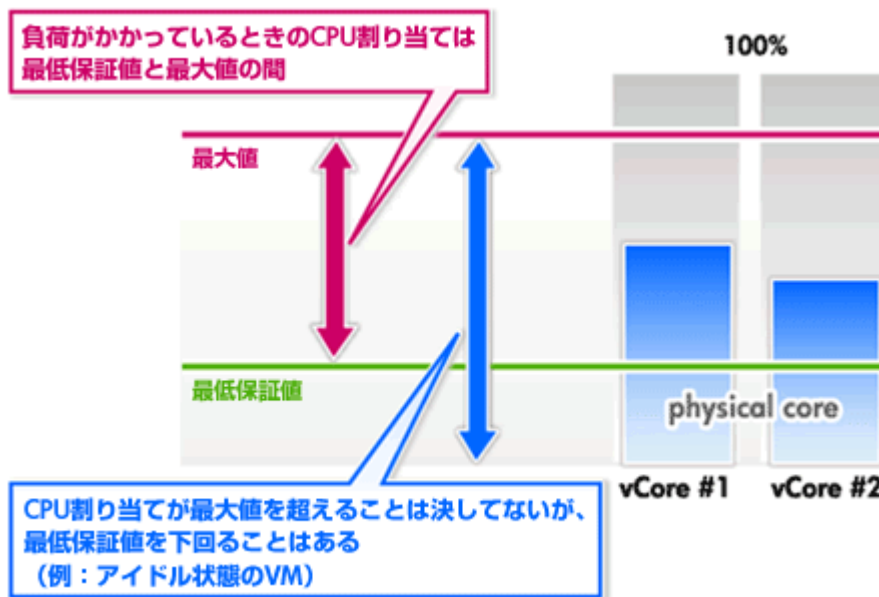 負荷がかかっているときのCPU割り当ては
最低保証値と最大値の間
100%
最大値
最低保証値
physical core
vCore #1
vCore #2
CPU割り当てが最大値を超えることは決してないが、
最低保証値を下回ることはある
（例：アイドル状態のVM）